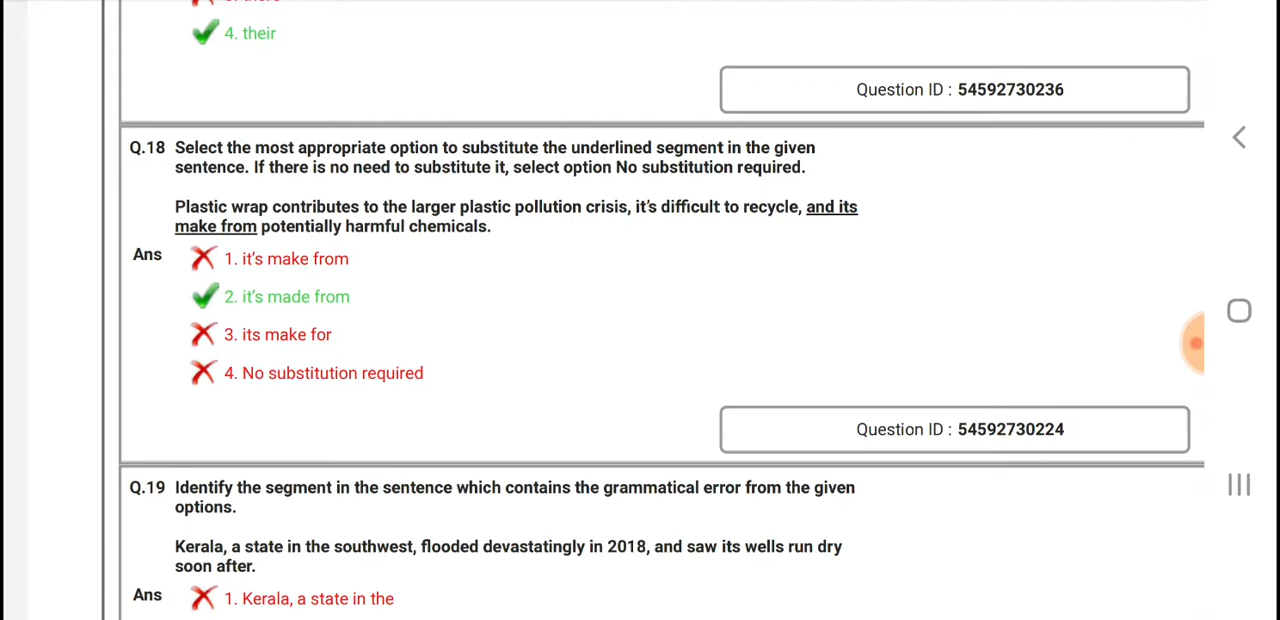 4. their
Question ID : 54592730236
Q.18 Select the most appropriate option to substitute the underlined segment in the given
sentence. If there is no need to substitute it, select option No substitution required.
Plastic wrap contributes to the larger plastic pollution crisis, it's difficult to recycle, and its
make from potentially harmful chemicals.
Ans 1. it's make from
2. it's made from
3. its make for
4. No substitution required
Question ID : 54592730224
Q.19 Identify the segment in the sentence which contains the grammatical error from the given
options.
Kerala, a state in the southwest, flooded devastatingly in 2018, and saw its wells run dry
soon after.
Ans 1. Kerala, a state in the